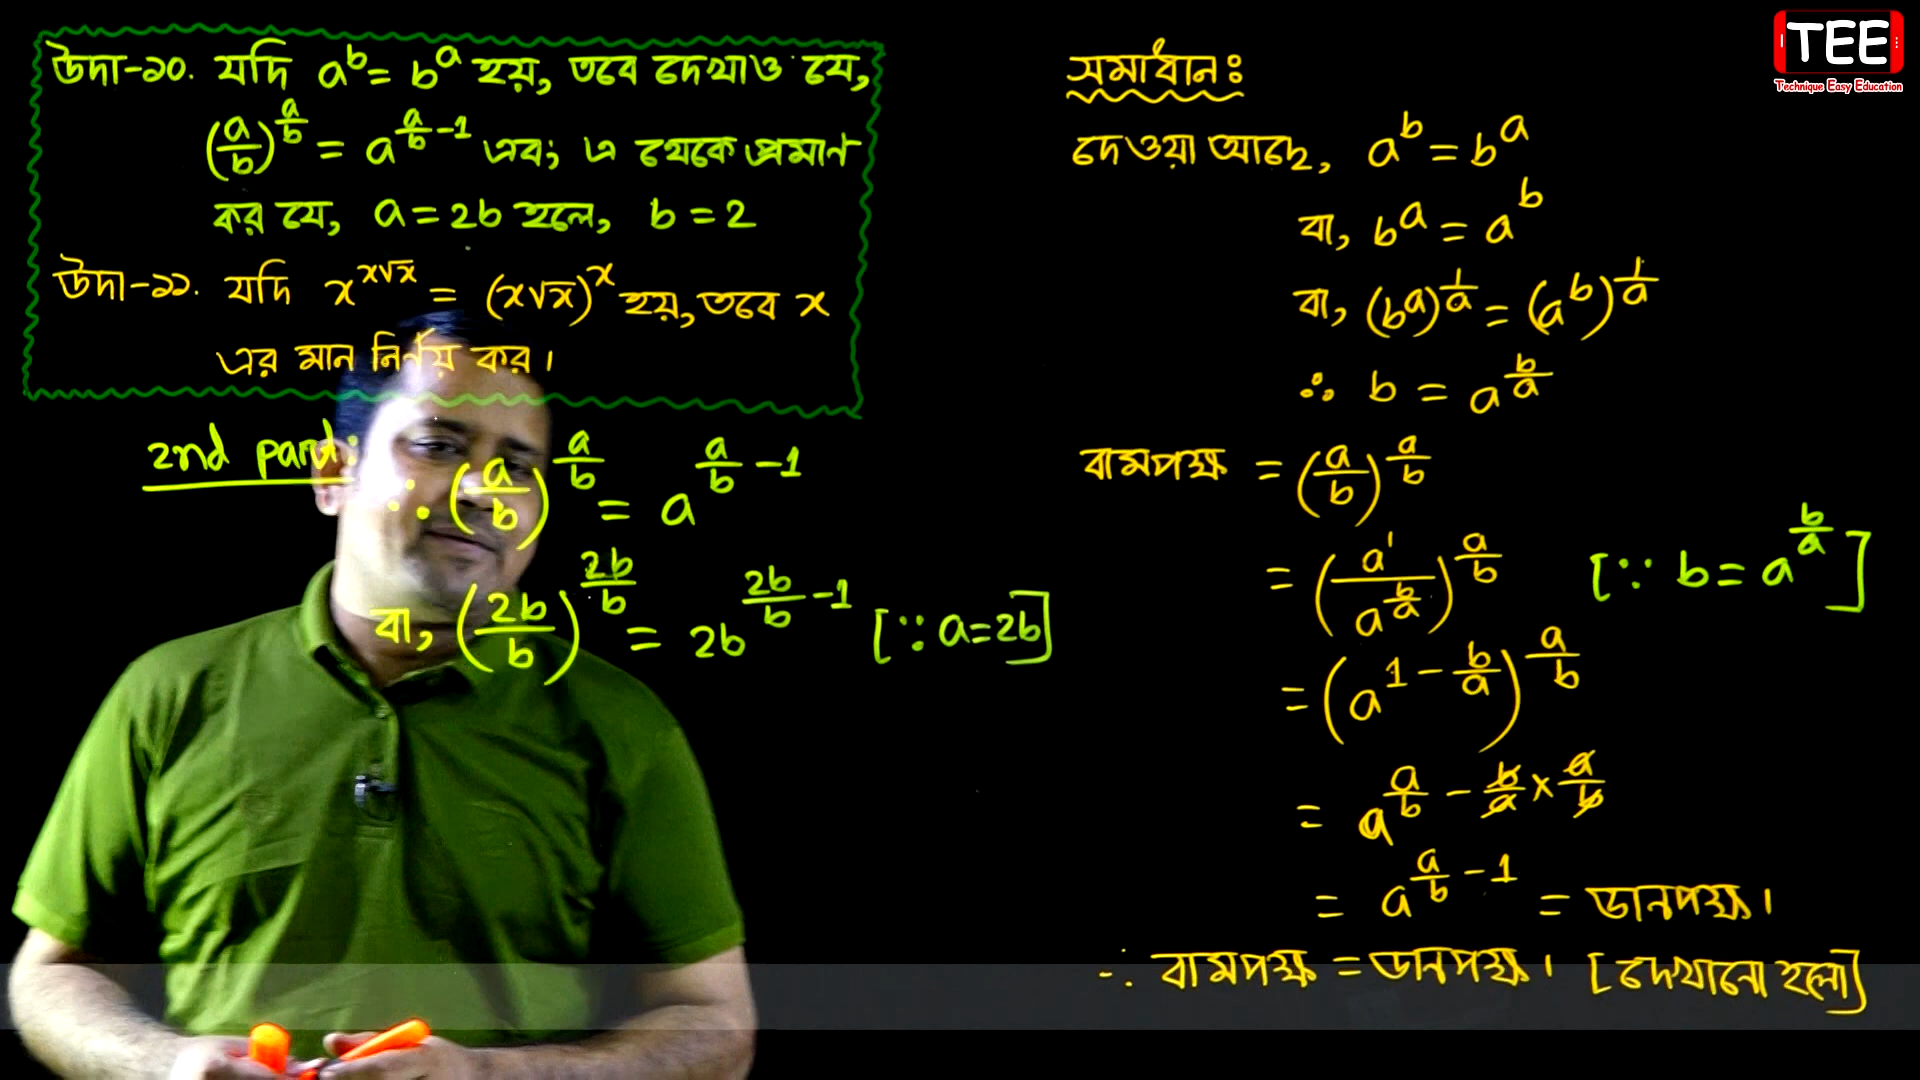 উদা-১০. যদি a^b = b^a হয়, তবে দেখাও যে,
(a/b)^(a/b) = a^(a/b - 1) এবং এ থেকে প্রমাণ
কর যে, a = 2b হলে, b = 2
উদা-১১. যদি x^(x√x) = (x√x)^x হয়, তবে x
এর মান নির্ণয় কর।
2nd part:
∵ (a/b)^(a/b) = a^(a/b - 1)
বা, (2b/b)^(2b/b) = 2b^(2b/b - 1) [∵ a=2b]
TEE
Technique Easy Education
সমাধানঃ
দেওয়া আছে, a^b = b^a
বা, b^a = a^b
বা, (b^a)^(1/a) = (a^b)^(1/a)
∴ b = a^(b/a)
বামপক্ষ = (a/b)^(a/b)
= (a^1/a^(b/a))^(a/b) [∵ b = a^(b/a)]
= (a^(1 - b/a))^(a/b)
= a^(a/b - b/a × a/b)
= a^(a/b - 1) = ডানপক্ষ।
∴ বামপক্ষ = ডানপক্ষ। [দেখানো হলো]